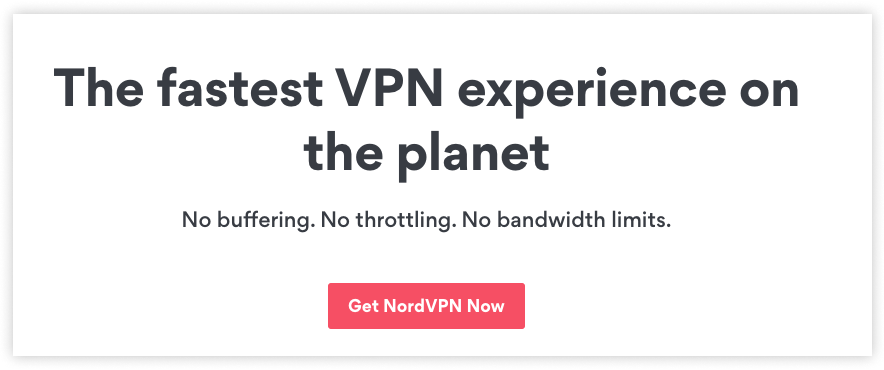 The fastest VPN experience on
the planet
No buffering. No throttling. No bandwidth limits.
Get NordVPN Now